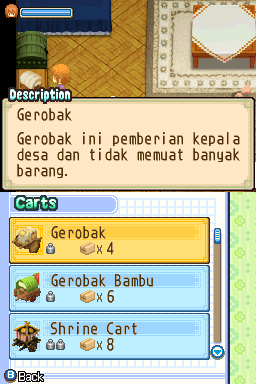 Description
Gerobak
Gerobak ini pemberian kepala
desa dan tidak memuat banyak
barang.
Carts
Gerobak
x 4
Gerobak Bambu
x 6
Shrine Cart
x 8
B Back